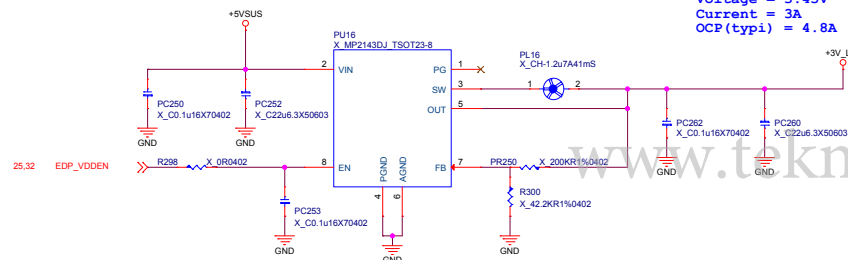 Voltage = 3.45V
Current = 3A
OCP(typi) = 4.8A
+5VSUS
+3V_L
PU16
X_MP2143DJ_TSOT23-8
2
VIN
PG
1
SW
3
OUT
5
PL16
X_CH-1.2u7A41mS
1
2
PC250
X_C0.1u16X70402
GND
PC252
X_C22u6.3X50603
GND
PC262
X_C0.1u16X70402
GND
PC260
X_C22u6.3X50603
GND
25,32
EDP_VDDEN
R298
X_0R0402
8
EN
PGND
AGND
4
6
GND
FB
7
PR250
X_200KR1%0402
R300
X_42.2KR1%0402
GND
PC253
X_C0.1u16X70402
GND
www.tekn